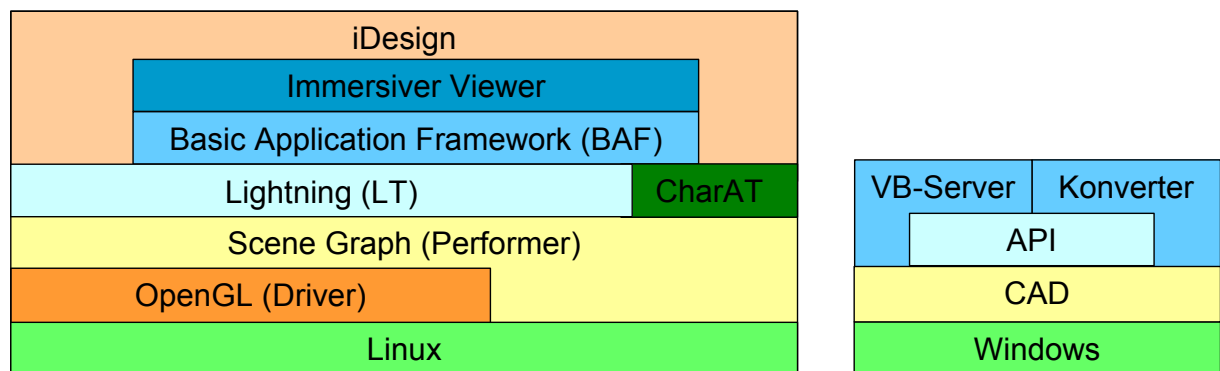 iDesign
Immersiver Viewer
Basic Application Framework (BAF)
Lightning (LT)
CharAT
Scene Graph (Performer)
OpenGL (Driver)
Linux
VB-Server
Konverter
API
CAD
Windows